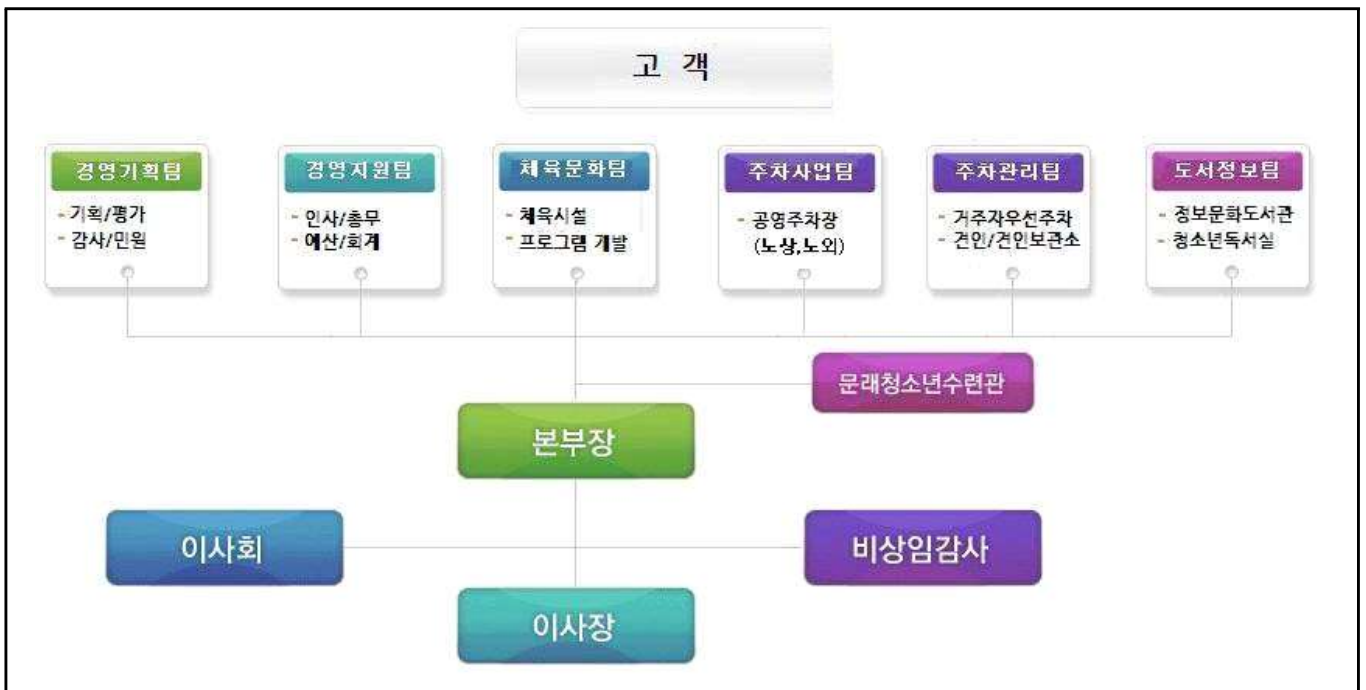 고 객
경영기획팀
- 기획/평가
- 감사/민원
경영지원팀
- 인사/총무
- 예산/회계
체육문화팀
- 체육시설
- 프로그램 개발
주차사업팀
- 공영주차장
(노상,노외)
주차관리팀
- 거주자우선주차
- 견인/견인보관소
도서정보팀
- 정보문화도서관
- 청소년독서실
문래청소년수련관
본부장
이사회
비상임감사
이사장